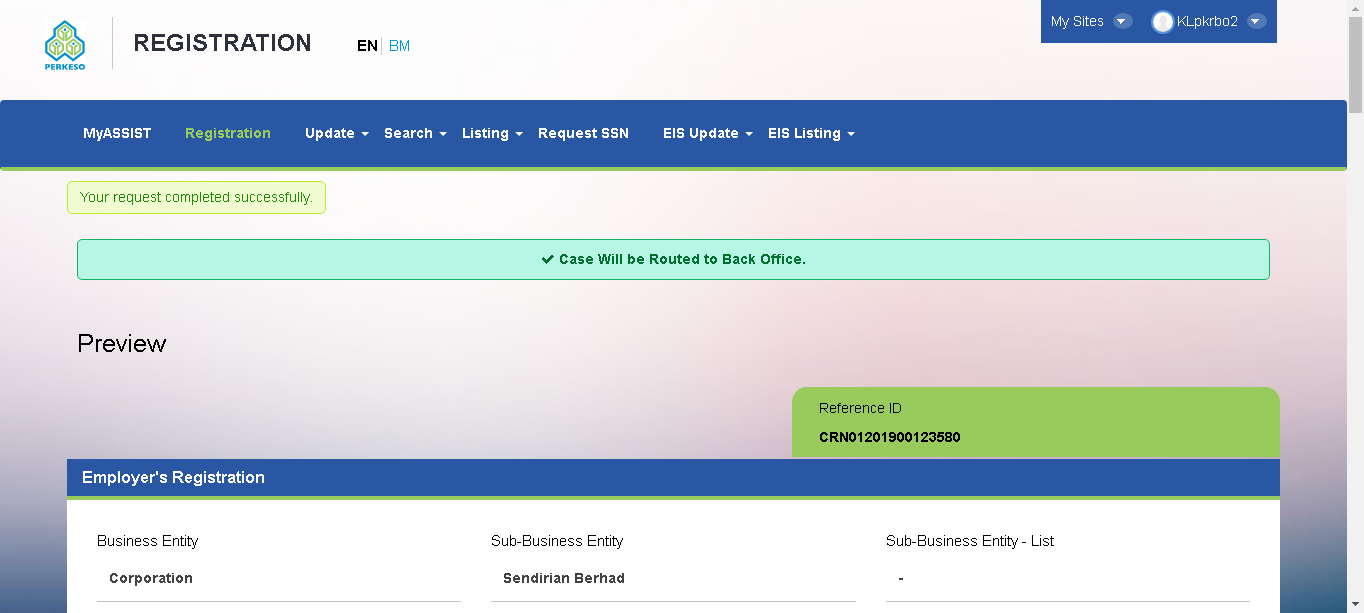 My Sites KLpkrbo2
PERKESO
REGISTRATION EN BM
MyASSIST Registration Update Search Listing Request SSN EIS Update EIS Listing
Your request completed successfully.
Case Will be Routed to Back Office.
Preview
Reference ID
CRN01201900123580
Employer's Registration
Business Entity Sub-Business Entity Sub-Business Entity - List
Corporation Sendirian Berhad -